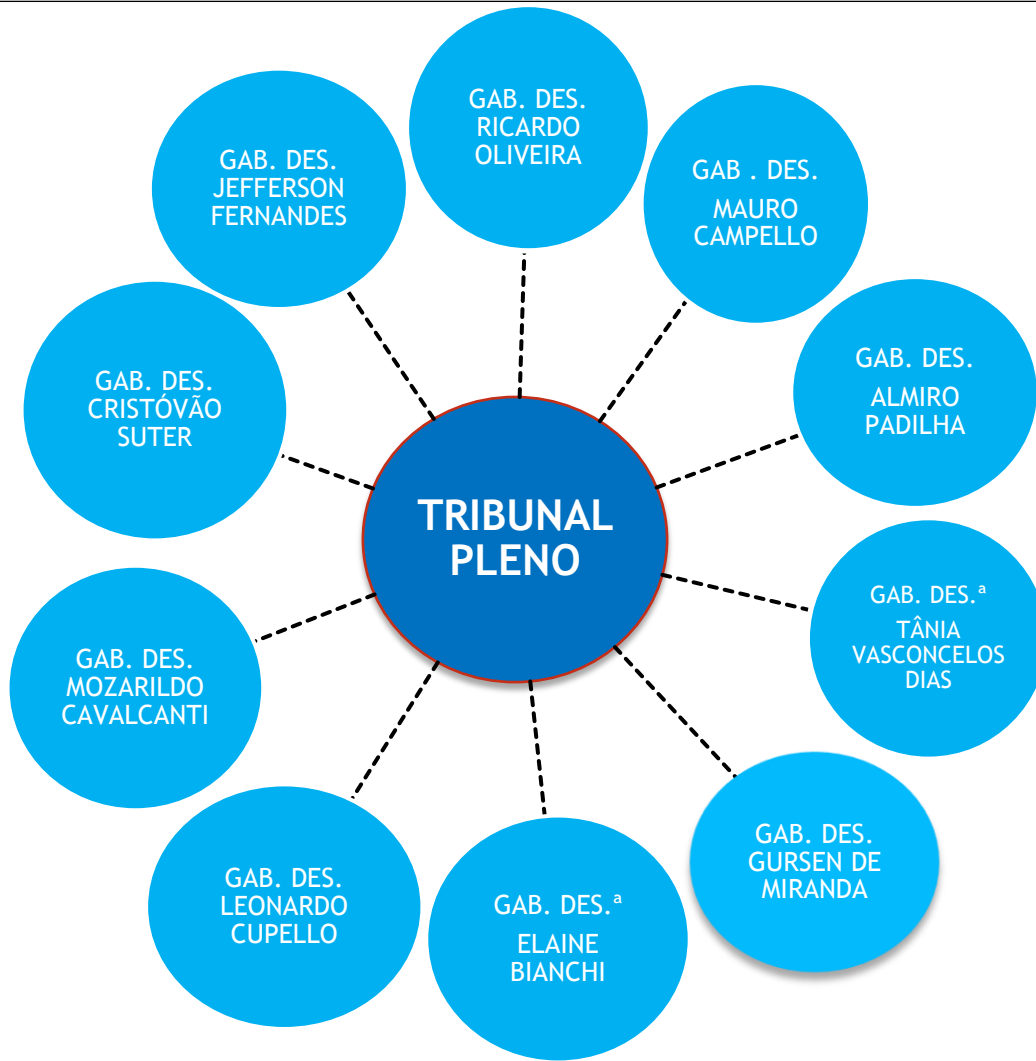 GAB. DES.
RICARDO
OLIVEIRA
GAB . DES.
MAURO
CAMPELLO
GAB. DES.
ALMIRO
PADILHA
GAB. DES.ª
TÂNIA
VASCONCELOS
DIAS
GAB. DES.
GURSEN DE
MIRANDA
GAB. DES.ª
ELAINE
BIANCHI
GAB. DES.
LEONARDO
CUPELLO
GAB. DES.
MOZARILDO
CAVALCANTI
GAB. DES.
CRISTÓVÃO
SUTER
GAB. DES.
JEFFERSON
FERNANDES
TRIBUNAL
PLENO